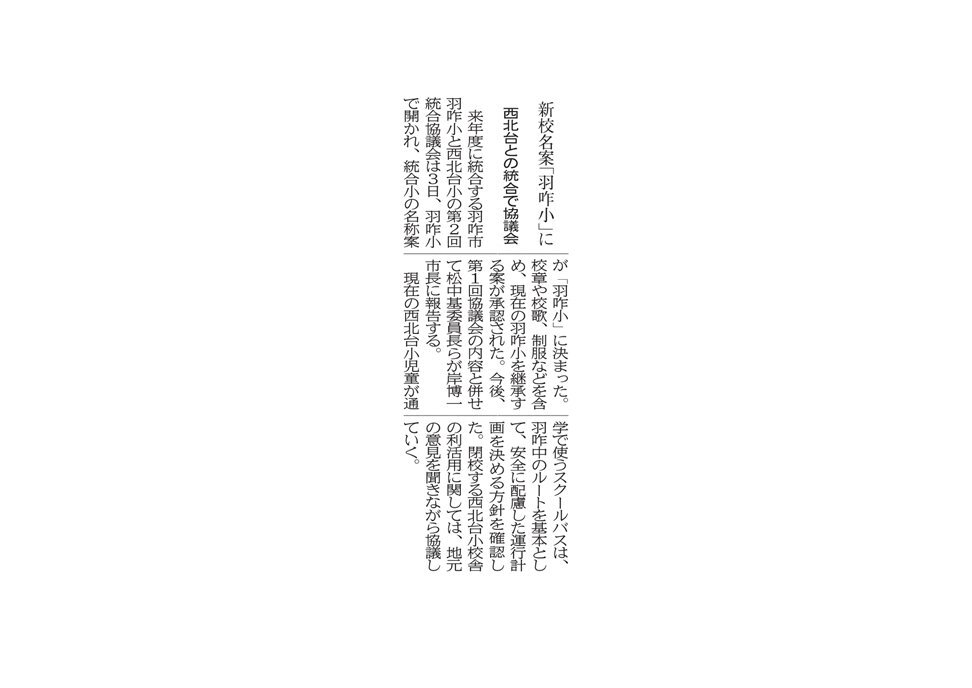 新校名案「羽咋小」に
西北台との統合で協議会
来年度に統合する羽咋市
羽咋小と西北台小の第2回
統合協議会は3日、羽咋小
で開かれ、統合小の名称案
が「羽咋小」に決まった。
校章や校歌、制服などを含
め、現在の羽咋小を継承す
る案が承認された。今後、
第1回協議会の内容と併せ
て松中基委員長らが岸博一
市長に報告する。
現在の西北台小児童が通
学で使うスクールバスは、
羽咋中のルートを基本とし
て、安全に配慮した運行計
画を決める方針を確認し
た。閉校する西北台小校舎
の利活用に関しては、地元
の意見を聞きながら協議し
ていく。